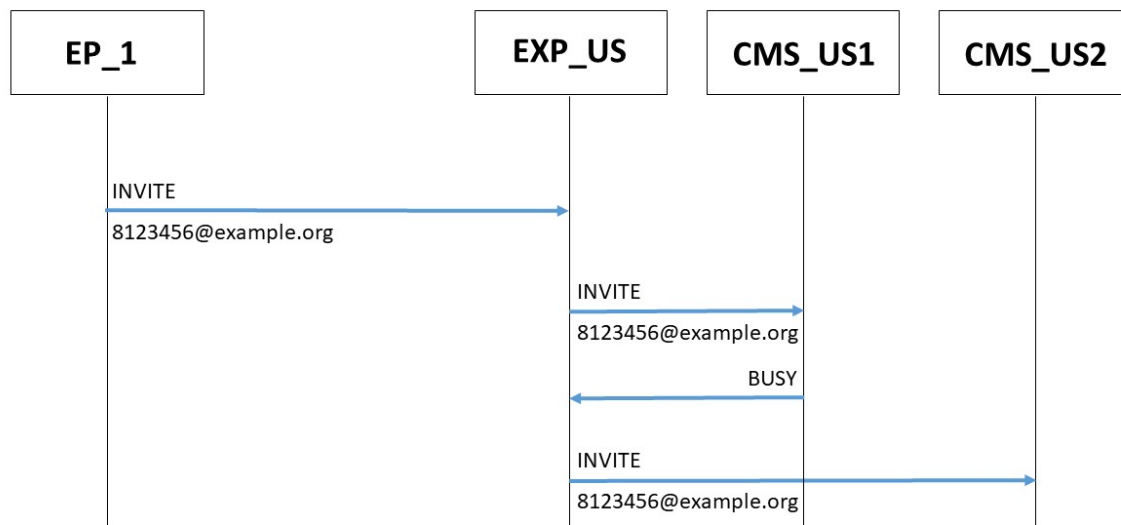 EP_1
EXP_US
CMS_US1
CMS_US2
INVITE
8123456@example.org
INVITE
8123456@example.org
BUSY
INVITE
8123456@example.org